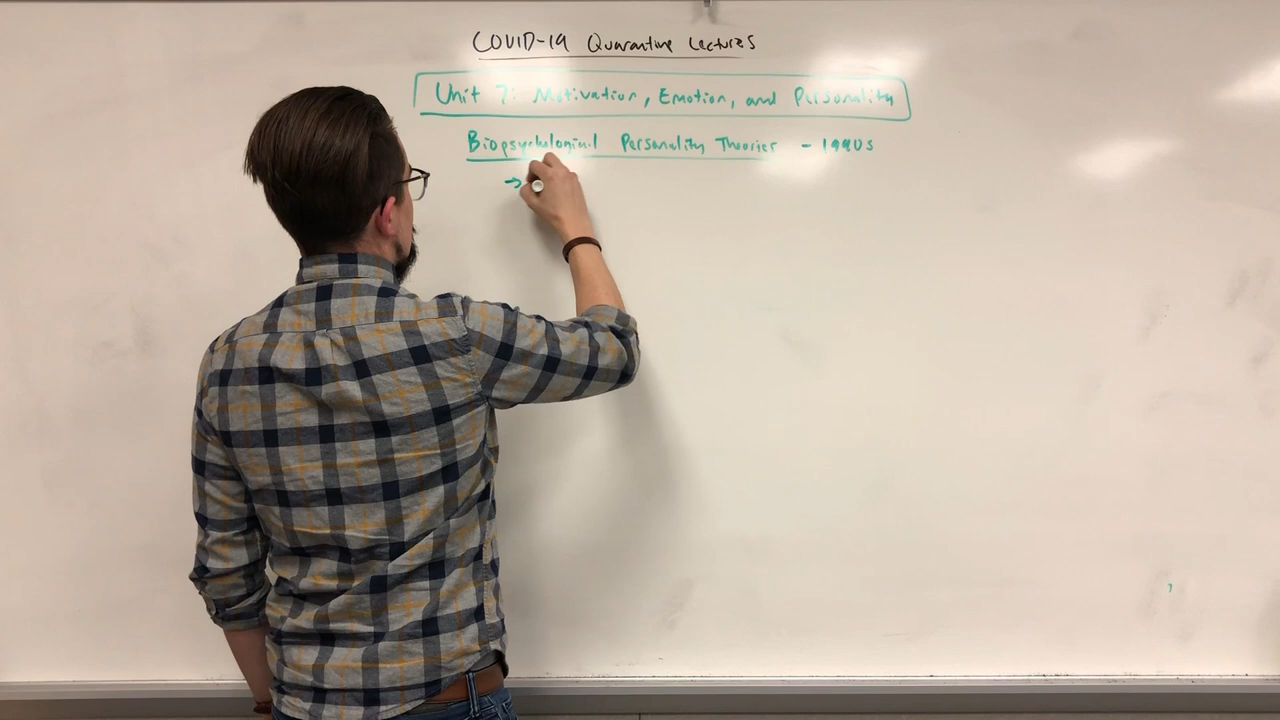 COVID-19 Quarantine Lectures
Unit 7: Motivation, Emotion, and Personality
Biopsychological Personality Theories - 1990s
→